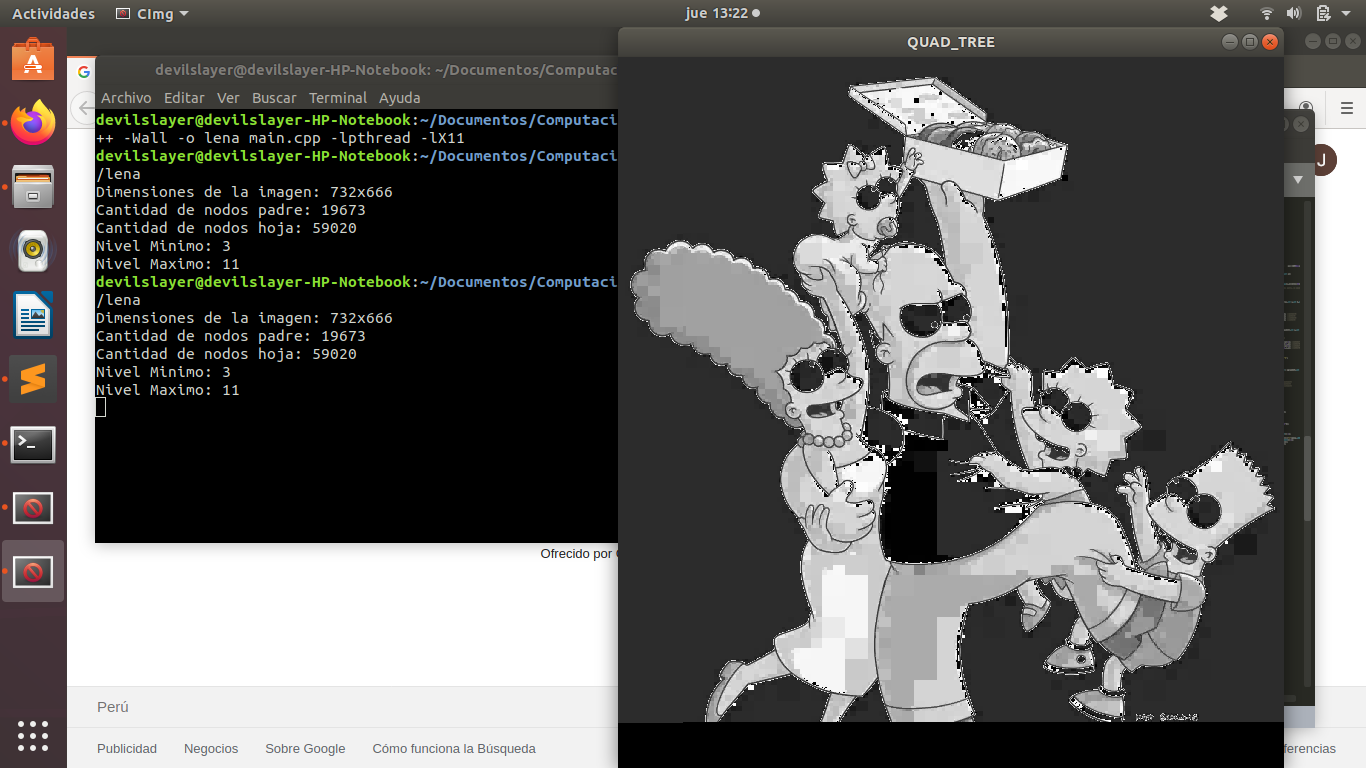 Actividades CImg jue 13:22
QUAD_TREE
devilslayer@devilslayer-HP-Notebook: ~/Documentos/Computaci
Archivo Editar Ver Buscar Terminal Ayuda
devilslayer@devilslayer-HP-Notebook:~/Documentos/Computaci
++ -Wall -o lena main.cpp -lpthread -lX11
devilslayer@devilslayer-HP-Notebook:~/Documentos/Computaci
/lena
Dimensiones de la imagen: 732x666
Cantidad de nodos padre: 19673
Cantidad de nodos hoja: 59020
Nivel Minimo: 3
Nivel Maximo: 11
devilslayer@devilslayer-HP-Notebook:~/Documentos/Computaci
/lena
Dimensiones de la imagen: 732x666
Cantidad de nodos padre: 19673
Cantidad de nodos hoja: 59020
Nivel Minimo: 3
Nivel Maximo: 11
J
Ofrecido por
Perú
Publicidad Negocios Sobre Google Cómo funciona la Búsqueda ferencias